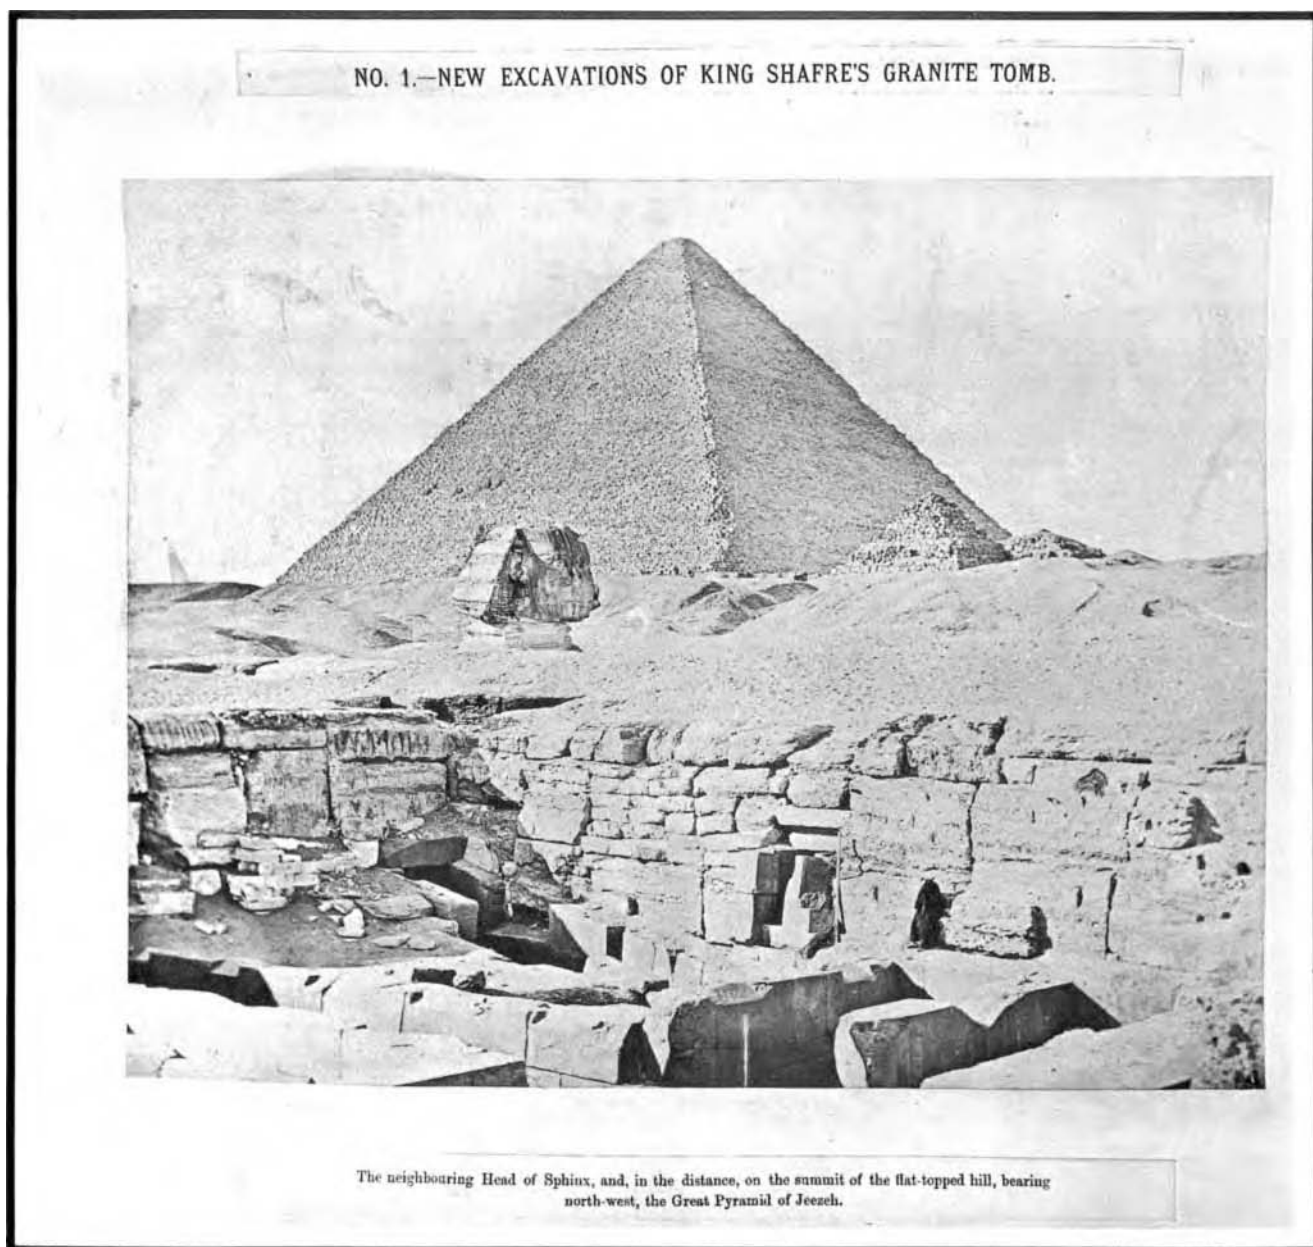 NO. 1.—NEW EXCAVATIONS OF KING SHAFRE'S GRANITE TOMB.
The neighbouring Head of Sphinx, and, in the distance, on the summit of the flat-topped hill, bearing
north-west, the Great Pyramid of Jeezeh.